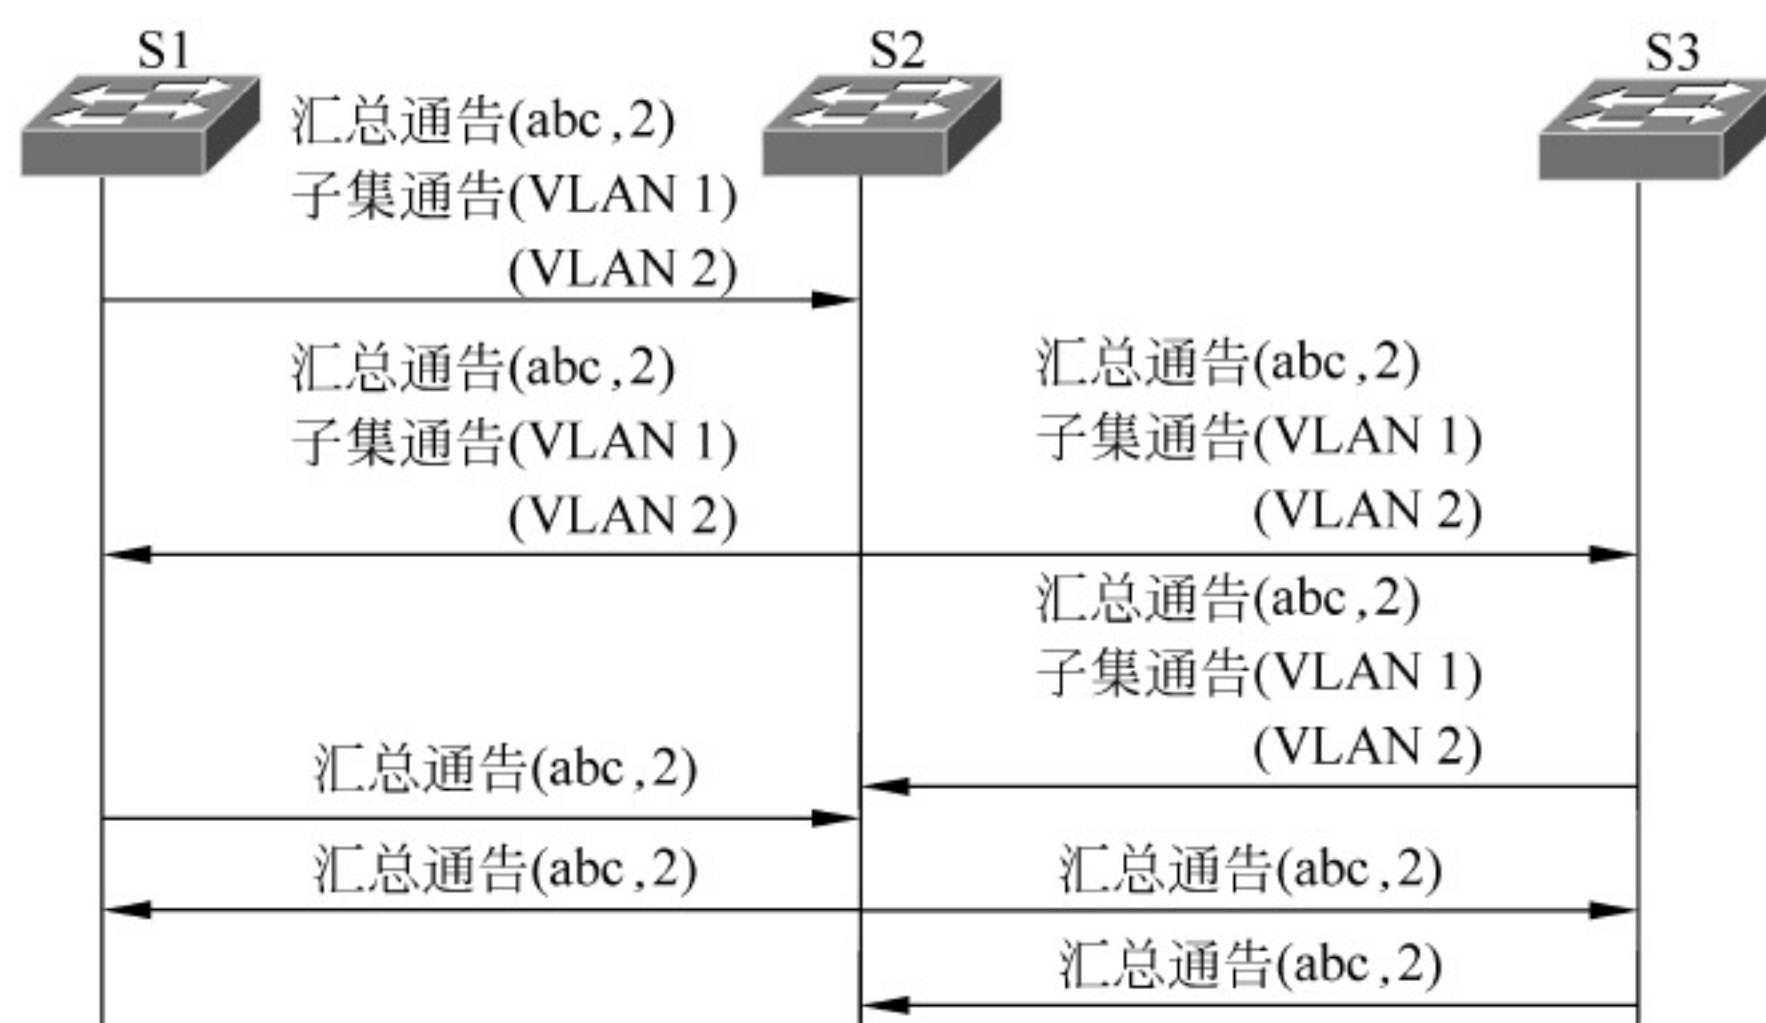 S1
S2
S3
汇总通告(abc,2)
子集通告(VLAN 1)
(VLAN 2)
汇总通告(abc,2)
子集通告(VLAN 1)
(VLAN 2)
汇总通告(abc,2)
子集通告(VLAN 1)
(VLAN 2)
汇总通告(abc,2)
子集通告(VLAN 1)
(VLAN 2)
汇总通告(abc,2)
汇总通告(abc,2)
汇总通告(abc,2)
汇总通告(abc,2)